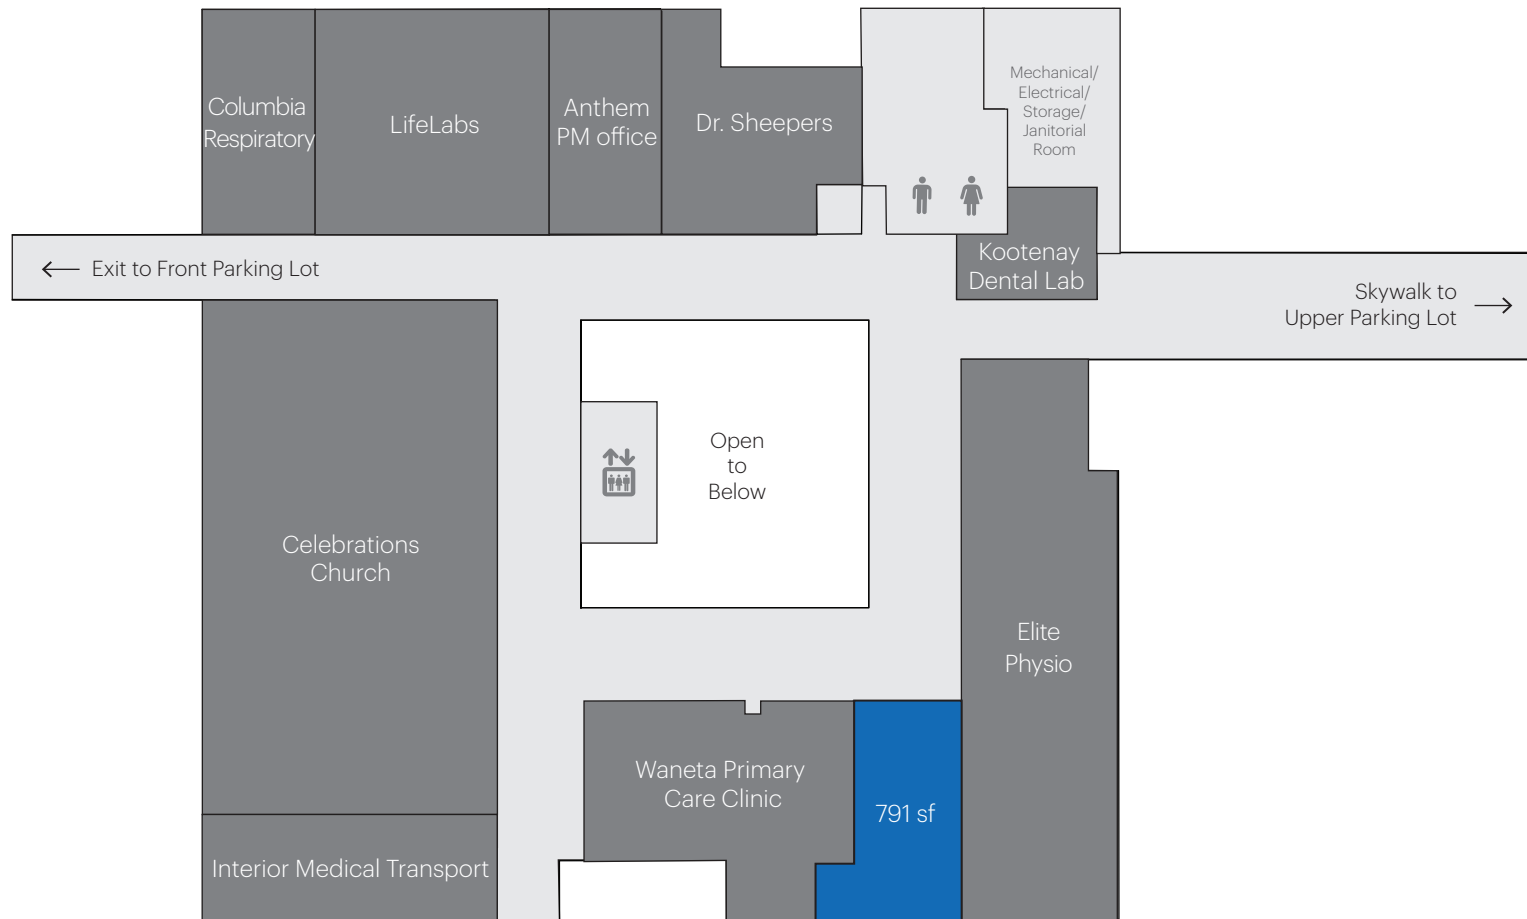 Columbia
Respiratory
LifeLabs
Anthem
PM office
Dr. Sheepers
Mechanical/
Electrical/
Storage/
Janitorial
Room
Kootenay
Dental Lab
← Exit to Front Parking Lot
Skywalk to
Upper Parking Lot →
Open
to
Below
Celebrations
Church
Elite
Physio
Waneta Primary
Care Clinic
791 sf
Interior Medical Transport